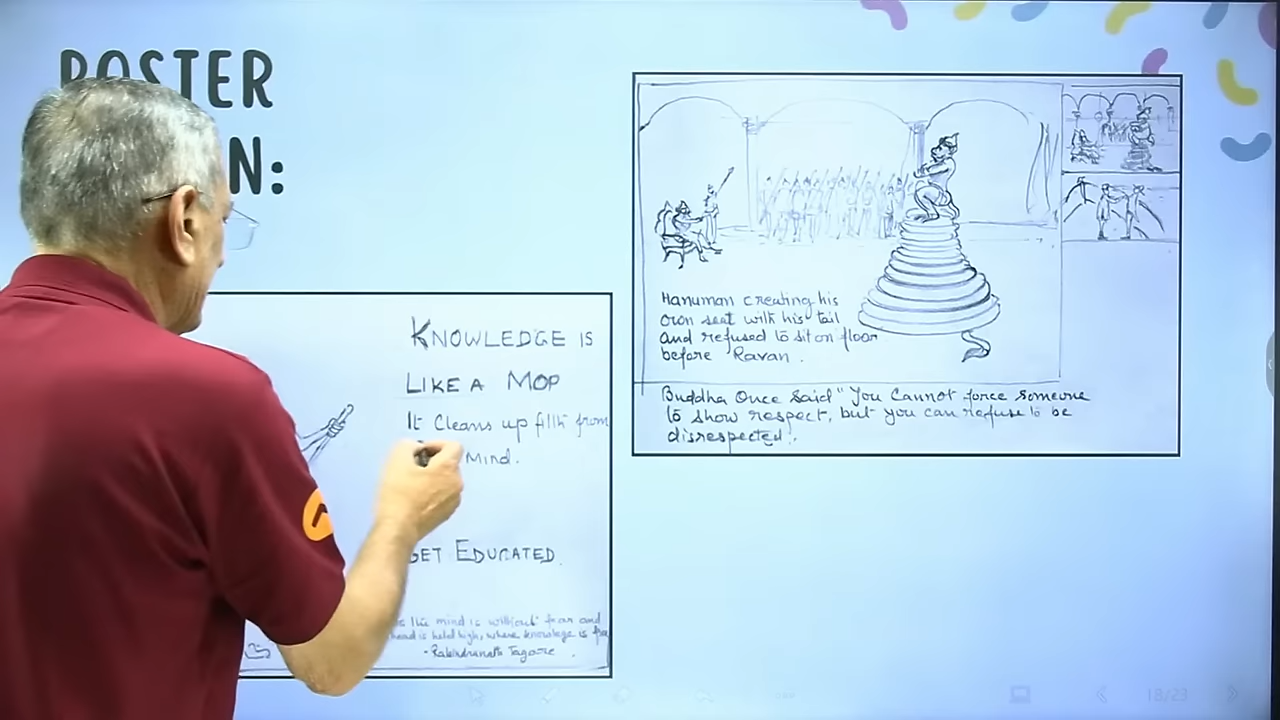 POSTER
N:
KNOWLEDGE IS
LIKE A MOP
It Cleans up filth from
Mind.
GET EDUCATED.
the mind is without fear and
head is held high, where knowledge is free
- Rabindranath Tagore.
Hanuman creating his
own seat with his tail
and refused to sit on floor
before Ravan.
Buddha Once Said "You Cannot force someone
to show respect, but you can refuse to be
disrespected".
18/23